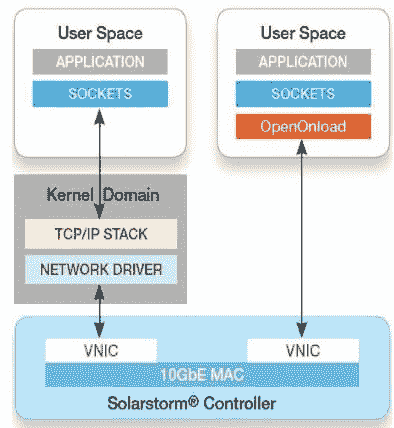 User Space
APPLICATION
SOCKETS
User Space
APPLICATION
SOCKETS
OpenOnload
Kernel Domain
TCP/IP STACK
NETWORK DRIVER
VNIC
VNIC
10GbE MAC
Solarstorm® Controller